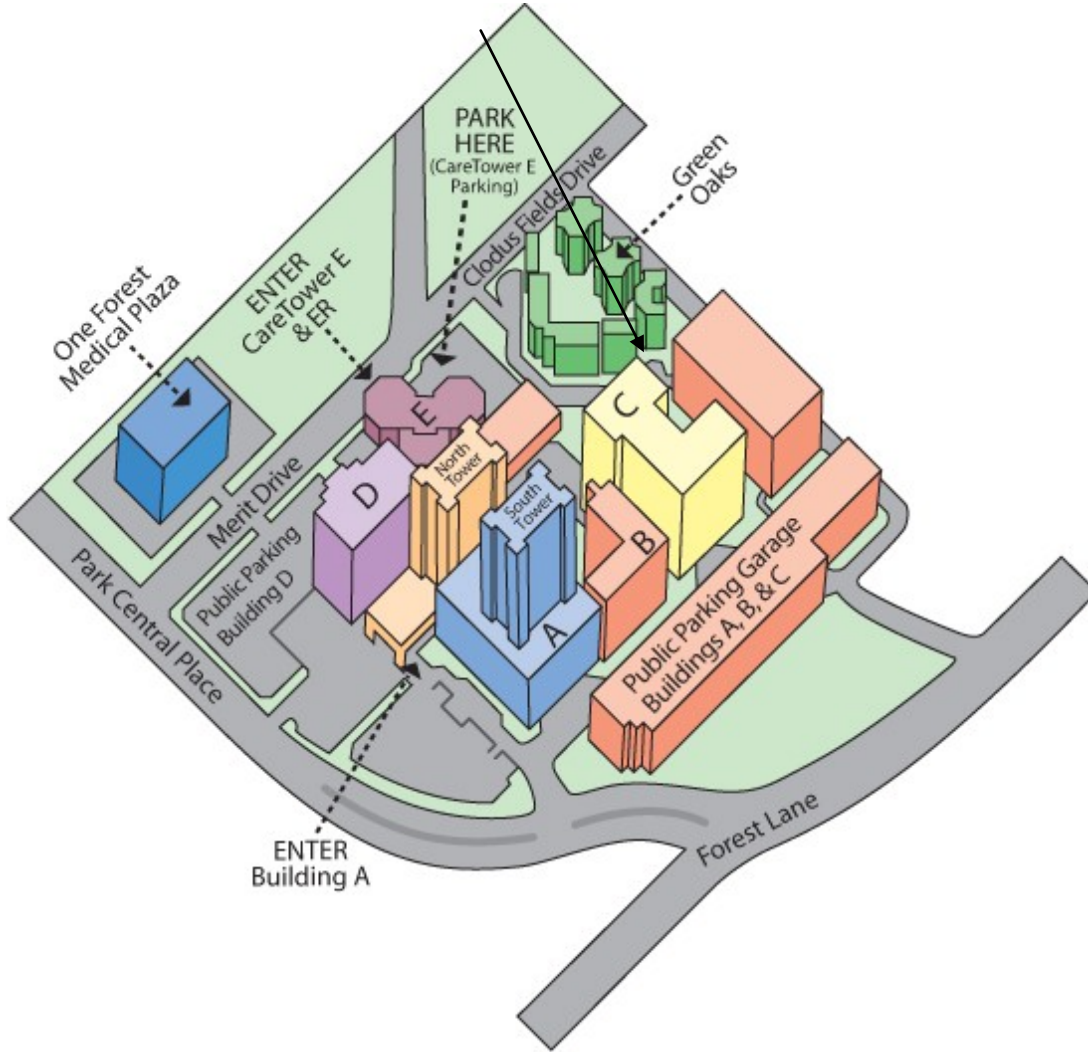 PARK
HERE
(CareTower E
Parking)
Clodus Fields Drive
Green
Oaks
ENTER
CareTower E
& ER
One Forest
Medical Plaza
E
C
North
Tower
D
South
Tower
B
Merit Drive
Public Parking
Building D
A
Public Parking Garage
Buildings A, B, & C
Park Central Place
ENTER
Building A
Forest Lane